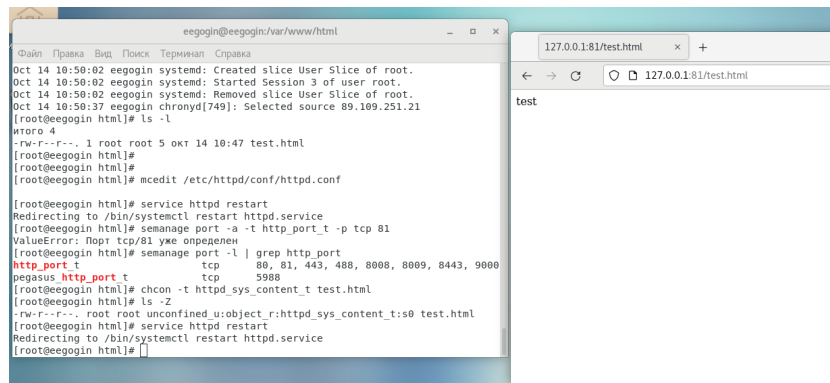 eegogin@eegogin:/var/www/html
Файл Правка Вид Поиск Терминал Справка
Oct 14 10:50:02 eegogin systemd: Created slice User Slice of root.
Oct 14 10:50:02 eegogin systemd: Started Session 3 of user root.
Oct 14 10:50:02 eegogin systemd: Removed slice User Slice of root.
Oct 14 10:50:37 eegogin chronyd[749]: Selected source 89.109.251.21
[root@eegogin html]# ls -l
итого 4
-rw-r--r--. 1 root root 5 окт 14 10:47 test.html
[root@eegogin html]#
[root@eegogin html]#
[root@eegogin html]# mcedit /etc/httpd/conf/httpd.conf
[root@eegogin html]# service httpd restart
Redirecting to /bin/systemctl restart httpd.service
[root@eegogin html]# semanage port -a -t http_port_t -p tcp 81
ValueError: Порт tcp/81 уже определен
[root@eegogin html]# semanage port -l | grep http_port
http_port_t tcp 80, 81, 443, 488, 8008, 8009, 8443, 9000
pegasus_http_port_t tcp 5988
[root@eegogin html]# chcon -t httpd_sys_content_t test.html
[root@eegogin html]# ls -Z
-rw-r--r--. root root unconfined_u:object_r:httpd_sys_content_t:s0 test.html
[root@eegogin html]# service httpd restart
Redirecting to /bin/systemctl restart httpd.service
[root@eegogin html]#
127.0.0.1:81/test.html
127.0.0.1:81/test.html
test